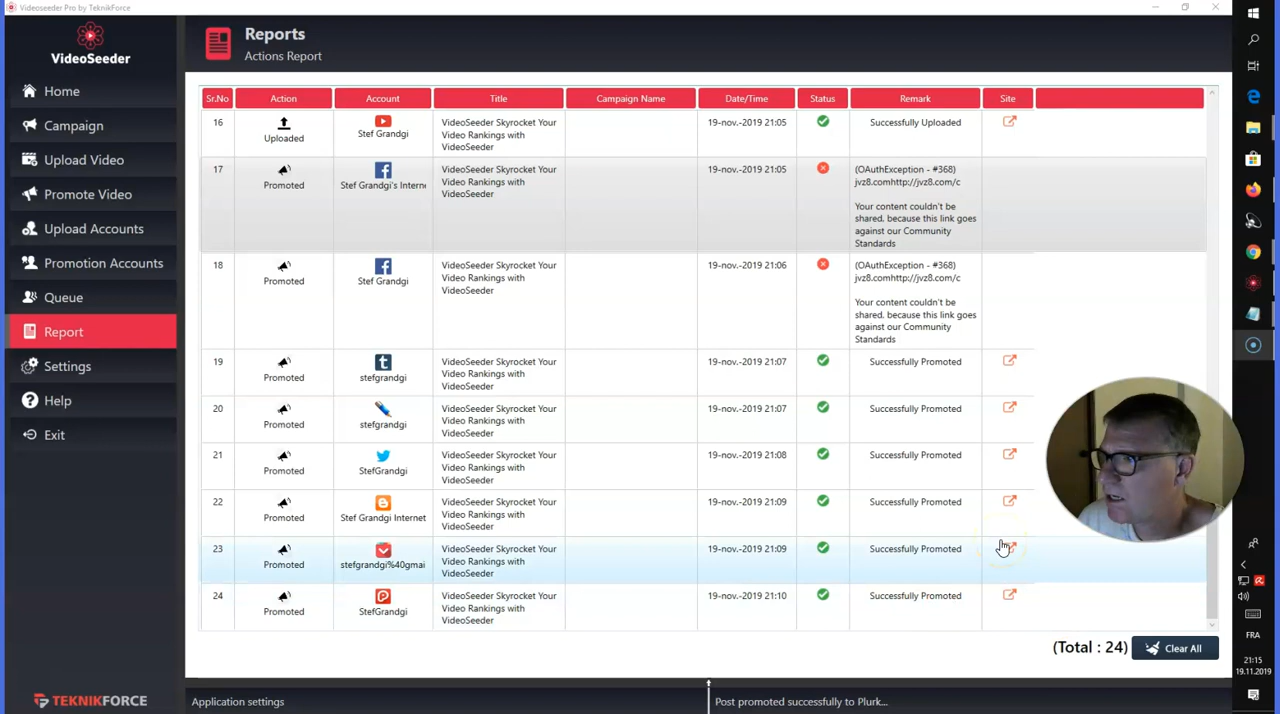 Videoseeder Pro by TeknikForce
VideoSeeder
Home
Campaign
Upload Video
Promote Video
Upload Accounts
Promotion Accounts
Queue
Report
Settings
Help
Exit
TEKNIKFORCE
Reports
Actions Report
Sr.No Action Account Title Campaign Name Date/Time Status Remark Site
16 Uploaded Stef Grandgi VideoSeeder Skyrocket Your 19-nov.-2019 21:05 Successfully Uploaded
Video Rankings with
VideoSeeder
17 Promoted Stef Grandgi's Intern VideoSeeder Skyrocket Your 19-nov.-2019 21:05 (OAuthException - #368)
Video Rankings with jvz8.comhttp://jvz8.com/c
VideoSeeder
Your content couldn't be
shared, because this link goes
against our Community
Standards
18 Promoted Stef Grandgi VideoSeeder Skyrocket Your 19-nov.-2019 21:06 (OAuthException - #368)
Video Rankings with jvz8.comhttp://jvz8.com/c
VideoSeeder
Your content couldn't be
shared, because this link goes
against our Community
Standards
19 Promoted stefgrandgi VideoSeeder Skyrocket Your 19-nov.-2019 21:07 Successfully Promoted
Video Rankings with
VideoSeeder
20 Promoted stefgrandgi VideoSeeder Skyrocket Your 19-nov.-2019 21:07 Successfully Promoted
Video Rankings with
VideoSeeder
21 Promoted StefGrandgi VideoSeeder Skyrocket Your 19-nov.-2019 21:08 Successfully Promoted
Video Rankings with
VideoSeeder
22 Promoted Stef Grandgi Internet VideoSeeder Skyrocket Your 19-nov.-2019 21:09 Successfully Promoted
Video Rankings with
VideoSeeder
23 Promoted stefgrandgi%40gmai VideoSeeder Skyrocket Your 19-nov.-2019 21:09 Successfully Promoted
Video Rankings with
VideoSeeder
24 Promoted StefGrandgi VideoSeeder Skyrocket Your 19-nov.-2019 21:10 Successfully Promoted
Video Rankings with
VideoSeeder
(Total : 24) Clear All
Application settings
Post promoted successfully to Plurk...
FRA
21:15
19.11.2019